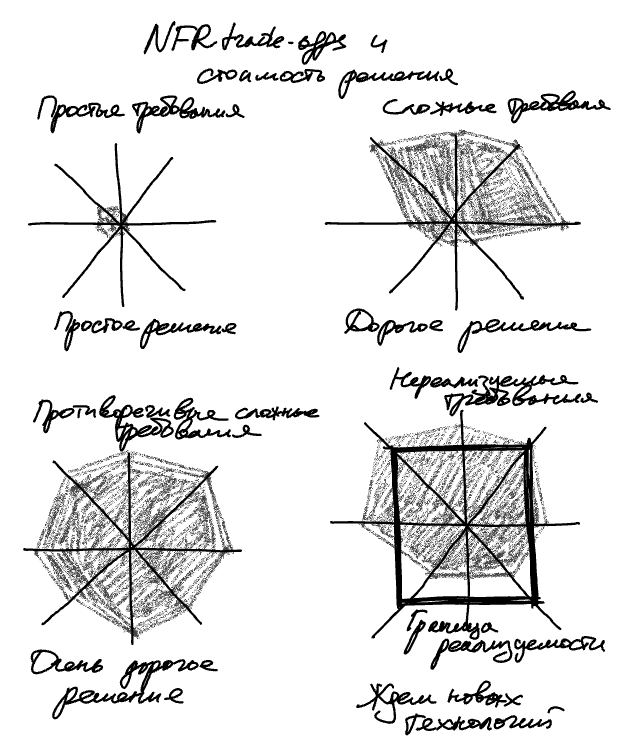 NFR trade-offs и
стоимость решения
Простые требования
Сложные требования
Простое решение
Дорогое решение
Противоречивые сложные
требования
Нереализуемые
требования
Граница
реализуемости
Очень дорогое
решение
Ждем новых
технологий